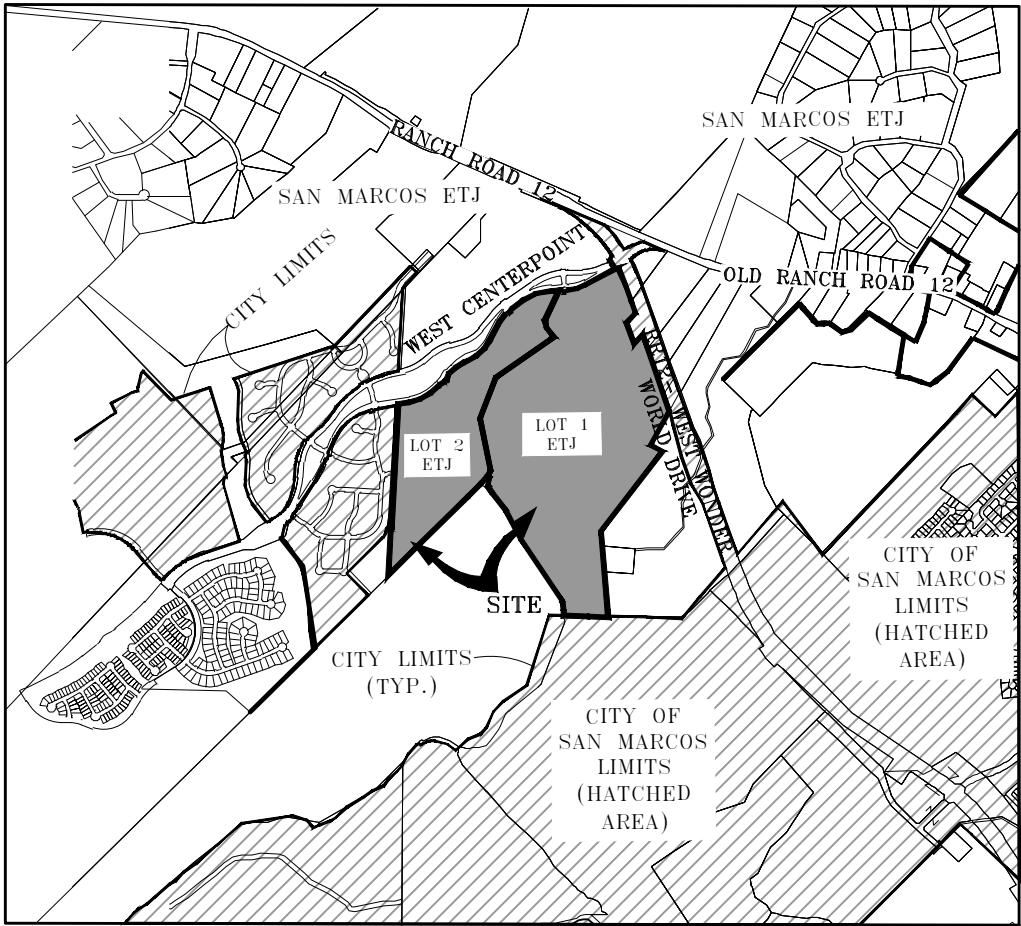 SAN MARCOS ETJ
RANCH ROAD 12
SAN MARCOS ETJ
CITY LIMITS
WEST CENTERPOINT
OLD RANCH ROAD 12
WEST WONDER
WORLD DRIVE
LOT 1
ETJ
LOT 2
ETJ
SITE
CITY LIMITS
(TYP.)
CITY OF
SAN MARCOS
LIMITS
(HATCHED
AREA)
CITY OF
SAN MARCOS
LIMITS
(HATCHED
AREA)